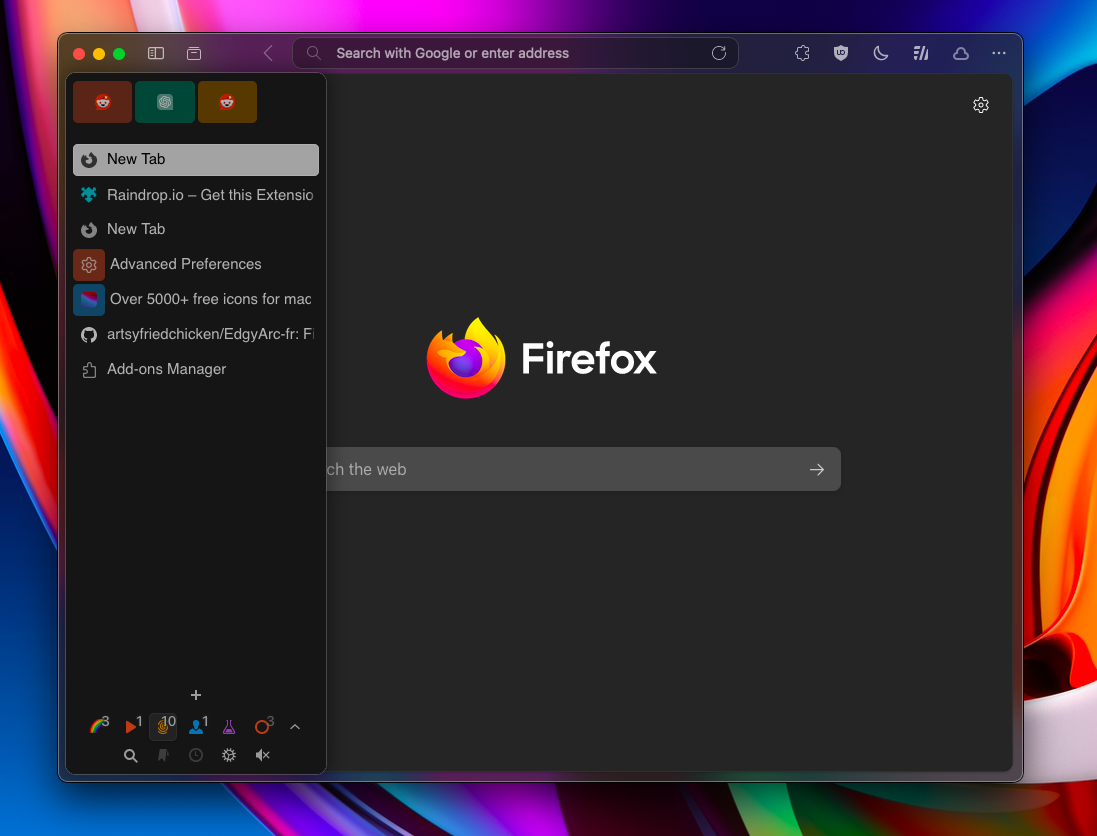 Search with Google or enter address
New Tab
Raindrop.io – Get this Extensio
New Tab
Advanced Preferences
Over 5000+ free icons for mac
artsyfriedchicken/EdgyArc-fr: Fi
Add-ons Manager
Firefox
ch the web
3 1 10 1 3